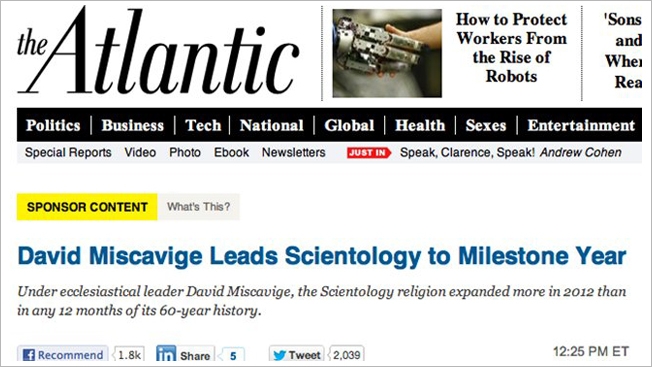 the Atlantic
How to Protect
Workers From
the Rise of
Robots
'Sons
and
Wher
Rea
Politics | Business | Tech | National | Global | Health | Sexes | Entertainment
Special Reports Video Photo Ebook Newsletters JUST IN Speak, Clarence, Speak! Andrew Cohen
SPONSOR CONTENT What's This?
David Miscavige Leads Scientology to Milestone Year
Under ecclesiastical leader David Miscavige, the Scientology religion expanded more in 2012 than
in any 12 months of its 60-year history.
f Recommend 1.8k in Share 5 Tweet 2,039 12:25 PM ET